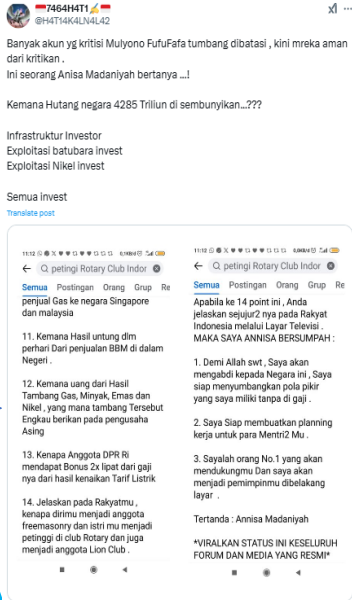 7464H4T1
@H4T14K4LN4L42
Banyak akun yg kritisi Mulyono FufuFafa tumbang dibatasi , kini mreka aman
dari kritikan .
Ini seorang Anisa Madaniyah bertanya ...!
Kemana Hutang negara 4285 Triliun di sembunyikan...???
Infrastruktur Investor
Exploitasi batubara invest
Exploitasi Nikel invest
Semua invest
Translate post
11:12
petingi Rotary Club Indor
Semua Postingan Orang Grup Re
penjual Gas ke negara Singapore
dan malaysia
11. Kemana Hasil untung dlm
perhari Dari penjualan BBM di dalam
Negeri .
12. Kemana uang dari Hasil
Tambang Gas, Minyak, Emas dan
Nikel , yang mana tambang Tersebut
Engkau berikan pada pengusaha
Asing
13. Kenapa Anggota DPR Ri
mendapat Bonus 2x lipat dari gaji
nya dari hasil kenaikan Tarif Listrik
14. Jelaskan pada Rakyatmu ,
kenapa dirimu menjadi anggota
freemasonry dan istri mu menjadi
petinggi di club Rotary dan juga
menjadi anggota Lion Club .
11:12
petingi Rotary Club Indor
Semua Postingan Orang Grup Re
Apabila ke 14 point ini , Anda
jelaskan sejujur2 nya pada Rakyat
Indonesia melalui Layar Televisi .
MAKA SAYA ANNISA BERSUMPAH :
1. Demi Allah swt , Saya akan
mengabdi kepada Negara ini , Saya
siap menyumbangkan pola pikir
yang saya miliki tanpa di gaji .
2. Saya Siap membuatkan planning
kerja untuk para Mentri2 Mu .
3. Sayalah orang No.1 yang akan
mendukungmu Dan saya akan
menjadi pemimpinmu dibelakang
layar .
Tertanda : Annisa Madaniyah
*VIRALKAN STATUS INI KESELURUH
FORUM DAN MEDIA YANG RESMI*